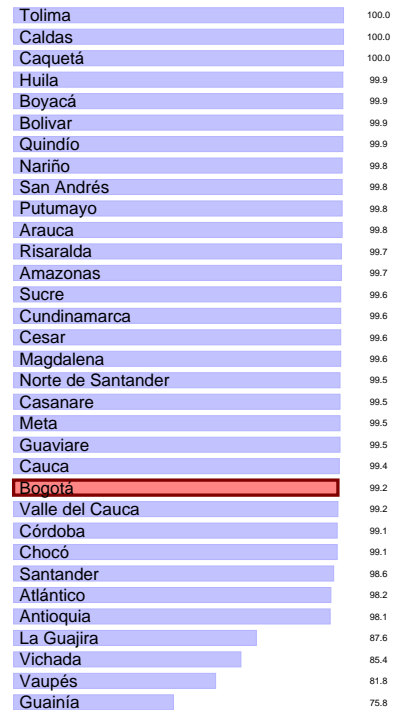 Tolima 100.0
Caldas 100.0
Caquetá 100.0
Huila 99.9
Boyacá 99.9
Bolivar 99.9
Quindío 99.9
Nariño 99.8
San Andrés 99.8
Putumayo 99.8
Arauca 99.8
Risaralda 99.7
Amazonas 99.7
Sucre 99.6
Cundinamarca 99.6
Cesar 99.6
Magdalena 99.6
Norte de Santander 99.5
Casanare 99.5
Meta 99.5
Guaviare 99.5
Cauca 99.4
Bogotá 99.2
Valle del Cauca 99.2
Córdoba 99.1
Chocó 99.1
Santander 98.6
Atlántico 98.2
Antioquia 98.1
La Guajira 87.6
Vichada 85.4
Vaupés 81.8
Guainía 75.8